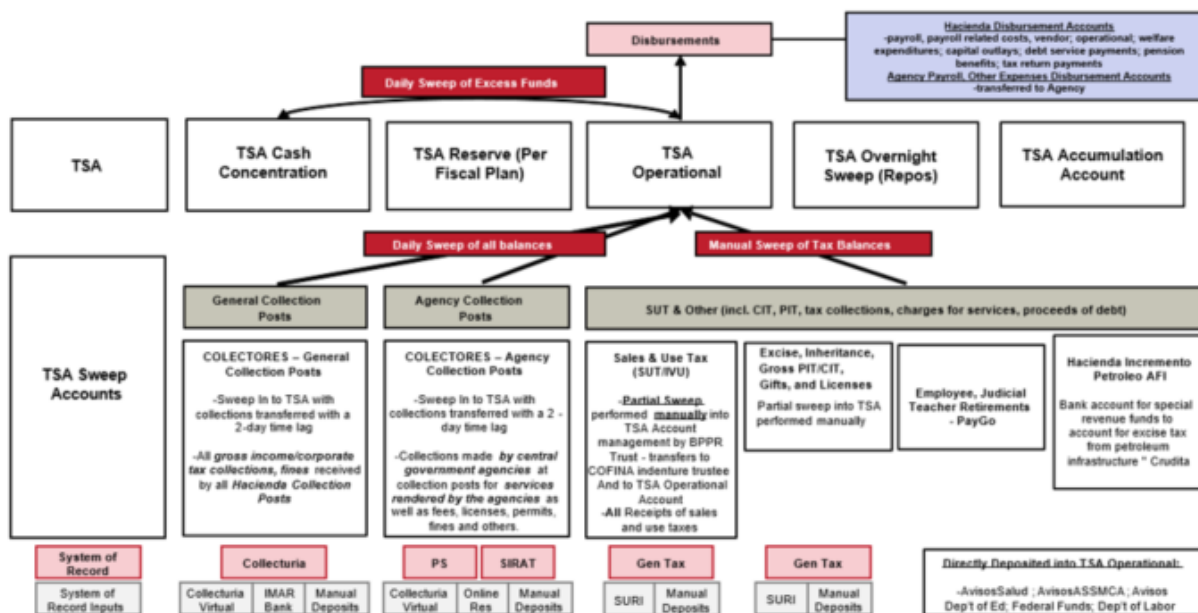 Disbursements
Hacienda Disbursement Accounts
-payroll, payroll related costs, vendor; operational; welfare
expenditures; capital outlays; debt service payments; pension
benefits; tax return payments
Agency Payroll, Other Expenses Disbursement Accounts
-transferred to Agency
Daily Sweep of Excess Funds
TSA
TSA Cash
Concentration
TSA Reserve (Per
Fiscal Plan)
TSA
Operational
TSA Overnight
Sweep (Repos)
TSA Accumulation
Account
Daily Sweep of all balances
Manual Sweep of Tax Balances
TSA Sweep
Accounts
General Collection
Posts
Agency Collection
Posts
SUT & Other (incl. CIT, PIT, tax collections, charges for services, proceeds of debt)
COLECTORES – General
Collection Posts
-Sweep In to TSA with
collections transferred with a
2-day time lag
-All gross income/corporate
tax collections, fines received
by all Hacienda Collection
Posts
COLECTORES – Agency
Collection Posts
-Sweep In to TSA with
collections transferred with a 2 -
day time lag
-Collections made by central
government agencies at
collection posts for services
rendered by the agencies as
well as fees, licenses, permits,
fines and others.
Sales & Use Tax
(SUT/IVU)
-Partial Sweep
performed manually into
TSA Account
management by BPPR
Trust - transfers to
COFINA indenture trustee
And to TSA Operational
Account
-All Receipts of sales
and use taxes
Excise, Inheritance,
Gross PIT/CIT,
Gifts, and Licenses
Partial sweep into TSA
performed manually
Employee, Judicial
Teacher Retirements
- PayGo
Hacienda Incremento
Petroleo AFI
Bank account for special
revenue funds to
account for excise tax
from petroleum
infrastructure " Crudita
System of
Record
Collecturia
PS
SIRAT
Gen Tax
Gen Tax
System of
Record Inputs
Collecturia
Virtual
IMAR
Bank
Manual
Deposits
Collecturia
Virtual
Online
Res
Manual
Deposits
SURI
Manual
Deposits
SURI
Manual
Deposits
Directly Deposited into TSA Operational:
-AvisosSalud ; AvisosASSMCA; Avisos
Dep't of Ed; Federal Funds; Dep't of Labor